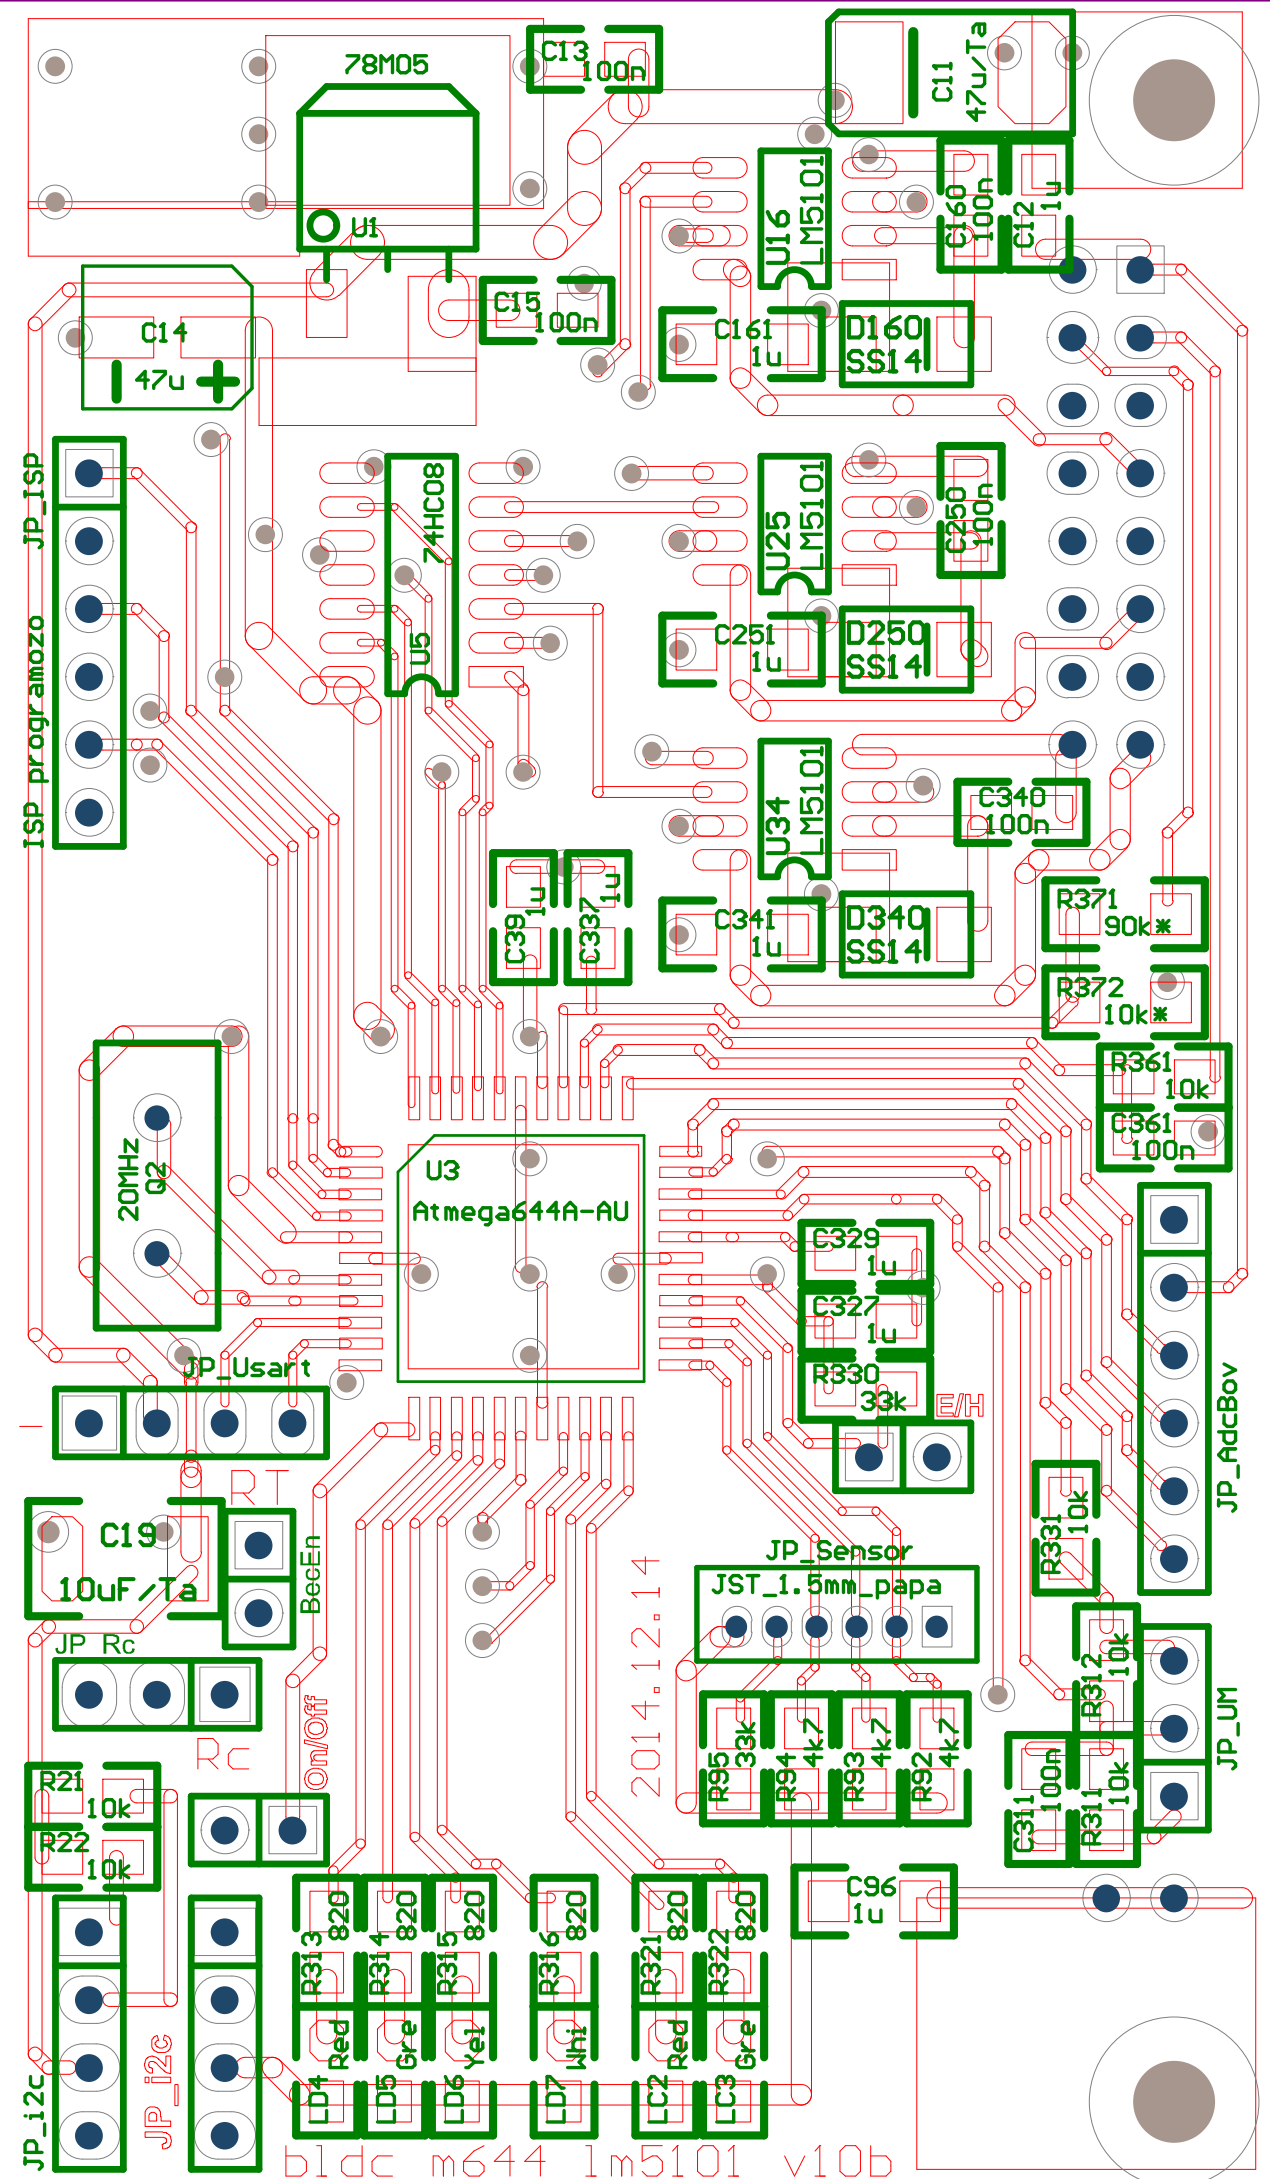 78M05
U1
C13
100n
C11
47u/Ta
C160
100n
C12
1u
U16
LM5101
C14
47u
C15
100n
C161
1u
D160
SS14
JP_ISP
ISP programozo
74HC08
U5
U25
LM5101
C250
100n
C251
1u
D250
SS14
U34
LM5101
C340
100n
C341
1u
D340
SS14
C39
1u
C337
1u
R371
90k*
R372
10k*
R361
10k
C361
100n
20MHz
Q2
U3
Atmega644A-AU
C329
1u
C327
1u
R330
33k
E/H
JP_AdcBov
JP_Usart
-
RT
C19
10uF/Ta
BecEn
JP Rc
Rc
On/Off
2014.12.14
JP_Sensor
JST_1.5mm_papa
R331
10k
R312
10k
JP_UM
R95
33k
R94
4k7
R93
4k7
R92
4k7
C311
100n
R311
10k
R21
10k
R22
10k
C96
1u
R313
820
R314
820
R315
820
R316
820
R321
820
R322
820
LD4
Red
LD5
Gre
LD6
Yel
LD7
Whi
LC2
Red
LC3
Gre
JP_i2c
JP_i2c
bldc m644 lm5101 v10b